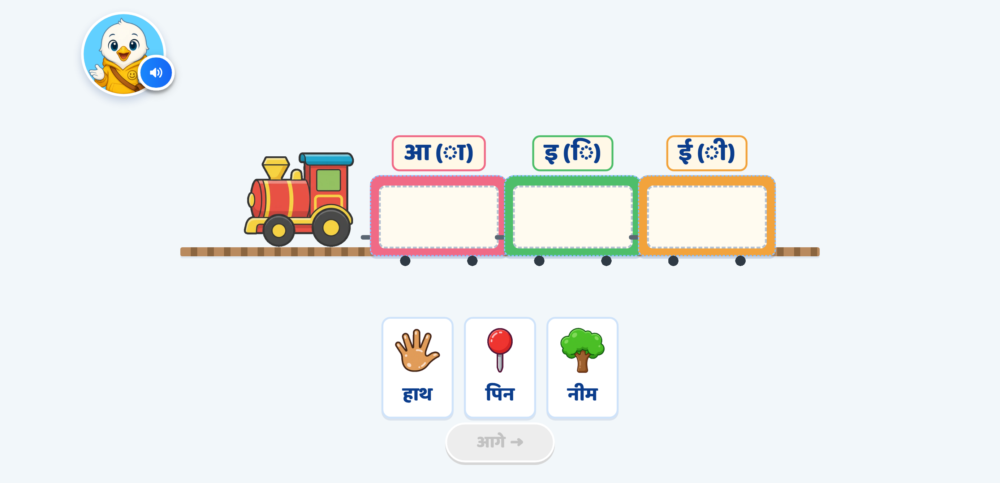 आ (ा) इ (ि) ई (ी)
हाथ पिन नीम
आगे →